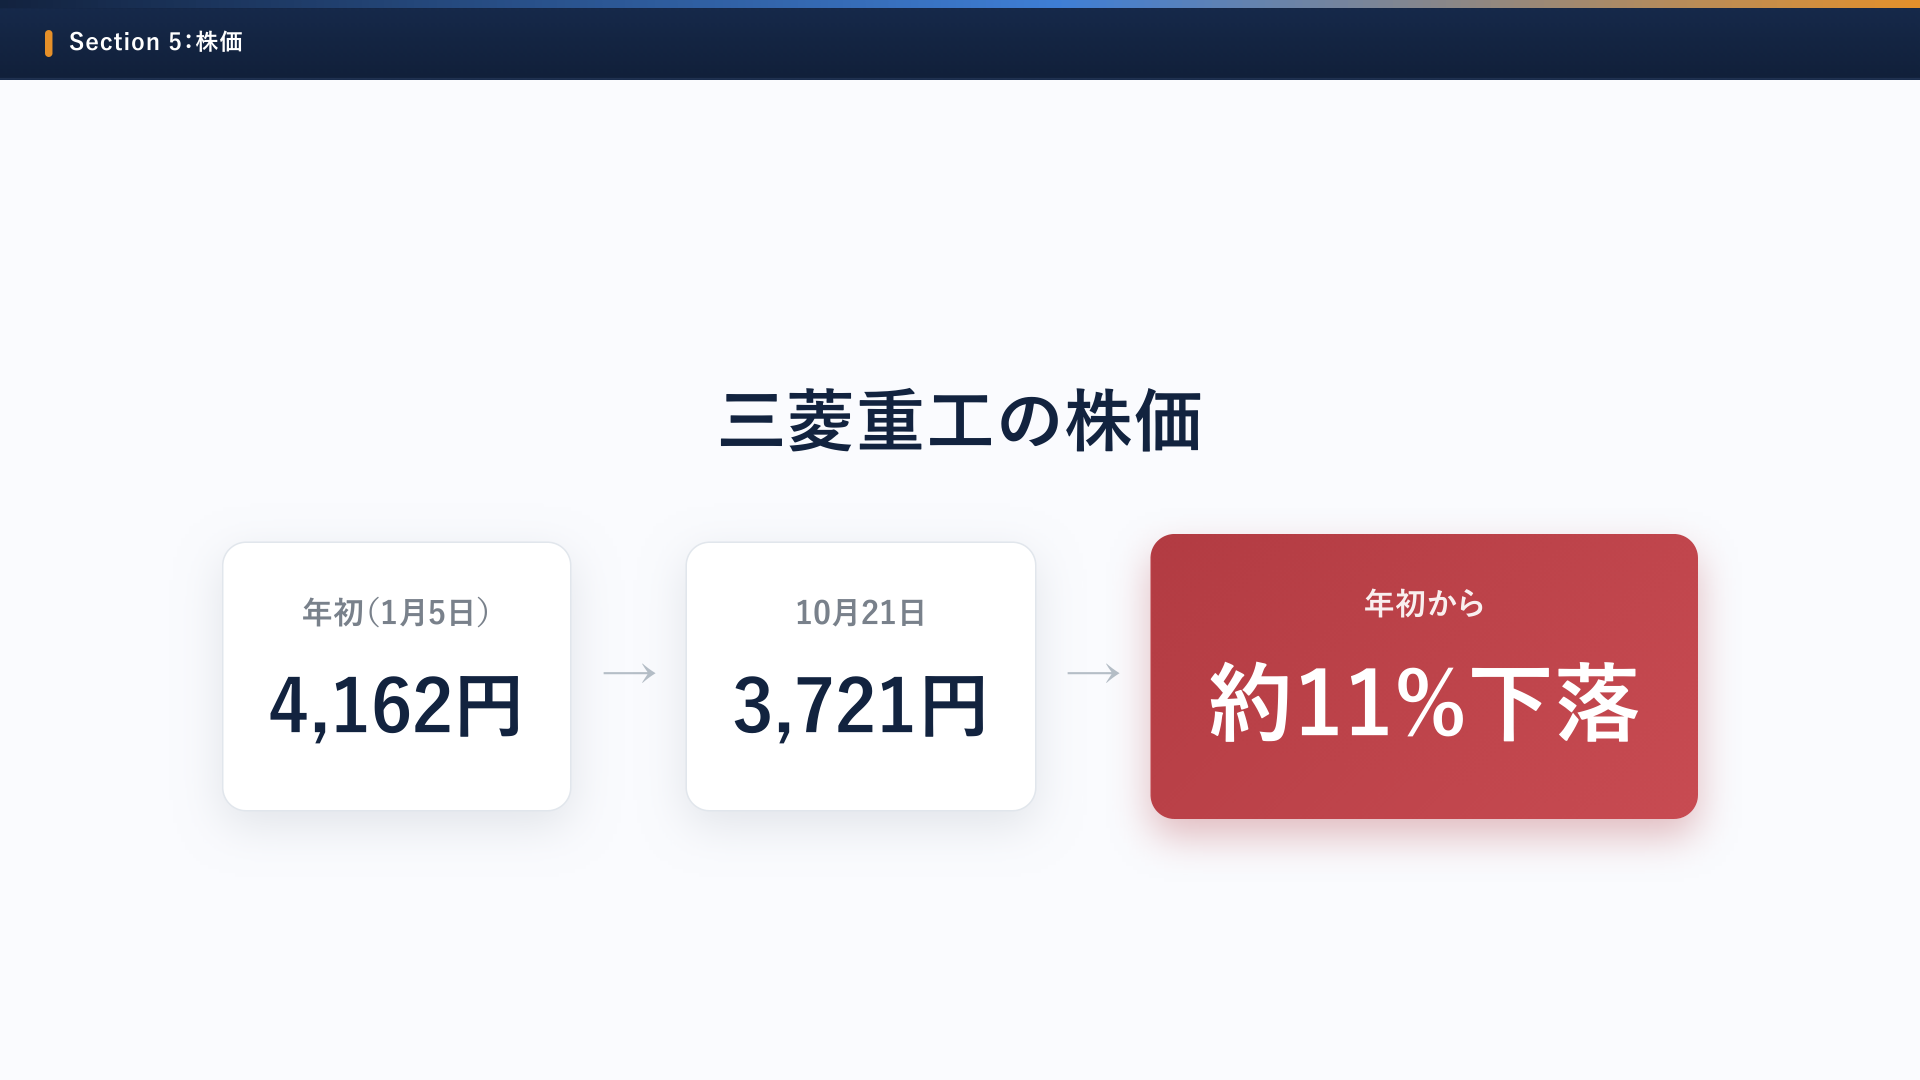 Section 5：株価
三菱重工の株価
年初（1月5日）
4,162円
→
10月21日
3,721円
→
年初から
約11%下落